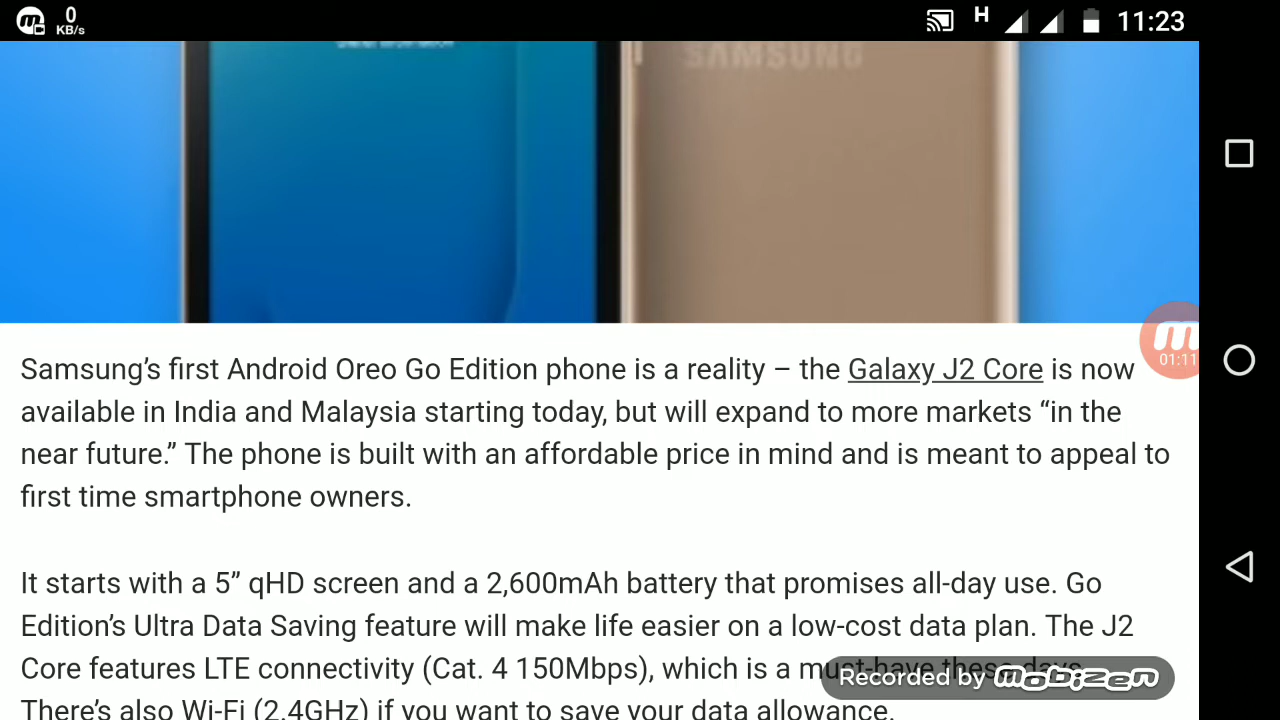 0
KB/s
H
11:23
SAMSUNG
01:11
Samsung’s first Android Oreo Go Edition phone is a reality – the Galaxy J2 Core is now
available in India and Malaysia starting today, but will expand to more markets “in the
near future.” The phone is built with an affordable price in mind and is meant to appeal to
first time smartphone owners.
It starts with a 5” qHD screen and a 2,600mAh battery that promises all-day use. Go
Edition’s Ultra Data Saving feature will make life easier on a low-cost data plan. The J2
Core features LTE connectivity (Cat. 4 150Mbps), which is a must-have these days.
Recorded by mobizen
There’s also Wi-Fi (2.4GHz) if you want to save your data allowance.